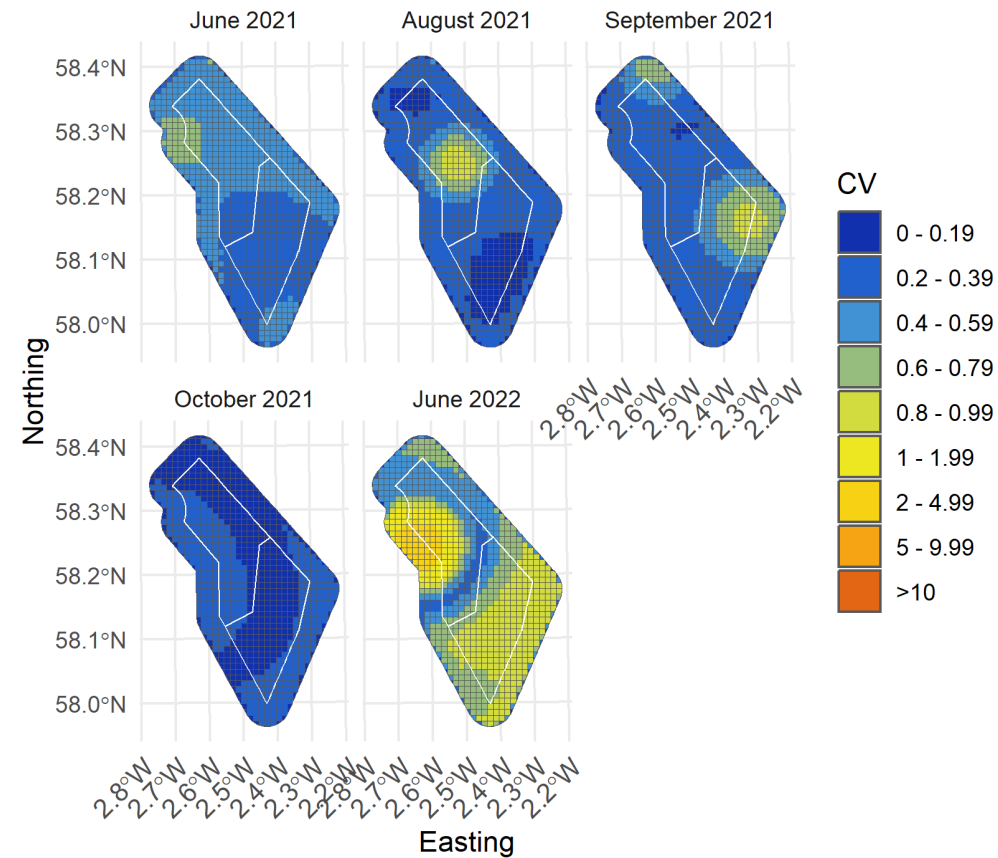 June 2021
August 2021
September 2021
58.4°N
58.3°N
58.2°N
58.1°N
58.0°N
2.8°W
2.7°W
2.6°W
2.5°W
2.4°W
2.3°W
2.2°W
October 2021
June 2022
58.4°N
58.3°N
58.2°N
58.1°N
58.0°N
2.8°W
2.7°W
2.6°W
2.5°W
2.4°W
2.3°W
2.2°W
2.8°W
2.7°W
2.6°W
2.5°W
2.4°W
2.3°W
2.2°W
Northing
Easting
CV
0 - 0.19
0.2 - 0.39
0.4 - 0.59
0.6 - 0.79
0.8 - 0.99
1 - 1.99
2 - 4.99
5 - 9.99
>10